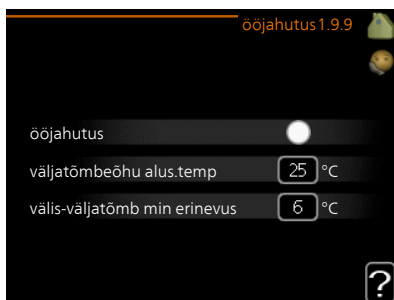 ööjahutus 1.9.9
ööjahutus
väljatõmbeõhu alus.temp 25 °C
välis-väljatõmb min erinevus 6 °C
?